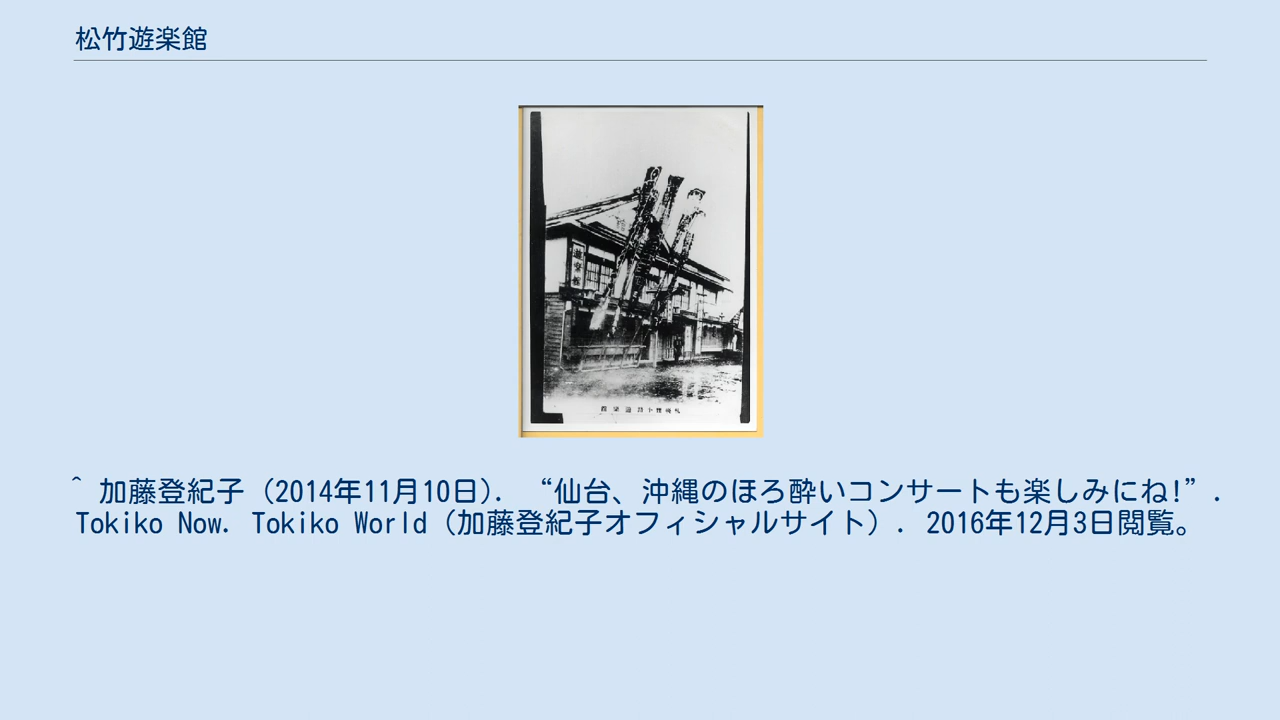 松竹遊楽館
遊楽館
^ 加藤登紀子 (2014年11月10日). “仙台、沖縄のほろ酔いコンサートも楽しみにね!”.
Tokiko Now. Tokiko World（加藤登紀子オフィシャルサイト）. 2016年12月3日閲覧。